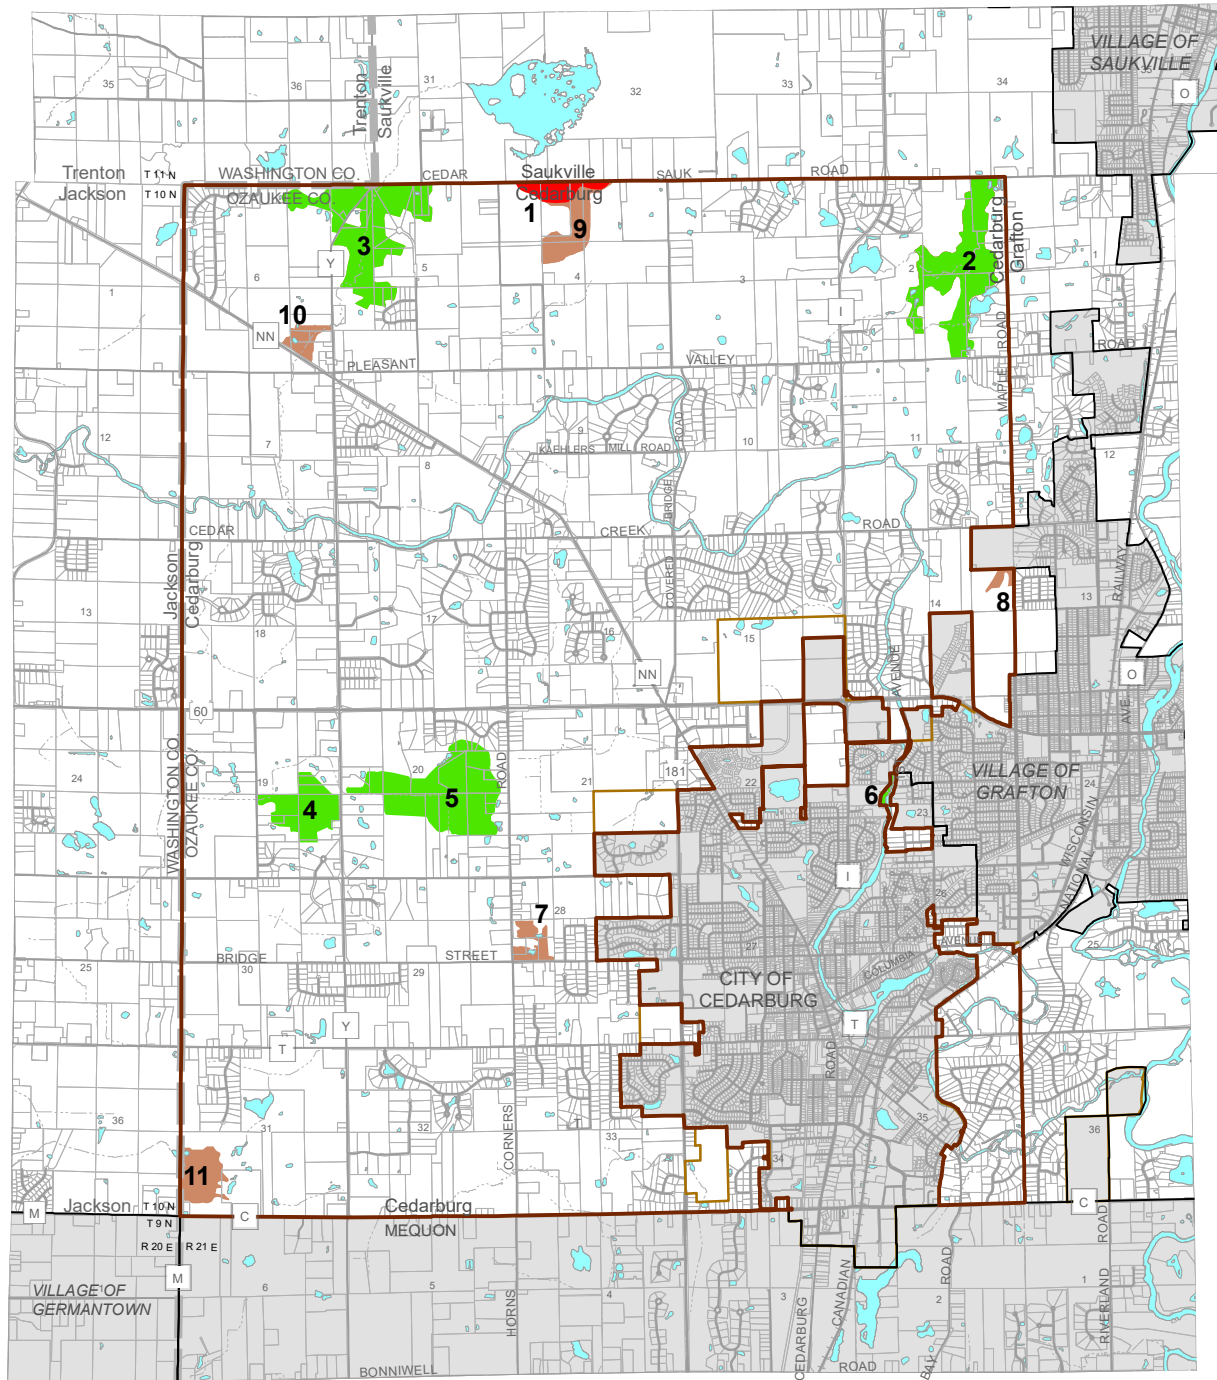 VILLAGE OF
SAUKVILLE
35
36
31
32
33
34
O
Trenton
Saukville
Trenton
Jackson
T 11 N
T 10 N
WASHINGTON CO.
OZAUKEE CO.
CEDAR
Saukville
Cedarburg
SAUK
ROAD
1
9
3
2
10
Y
NN
I
6
5
4
3
2
1
1
Cedarburg
Grafton
PLEASANT
VALLEY
ROAD
MAPLE ROAD
12
7
8
9
10
11
12
KAEHLERS MILL ROAD
ROAD
BRIDGE
COVERED
CEDAR
CREEK
ROAD
Jackson
Cedarburg
13
18
17
16
15
14
13
8
RAILWAY
NN
AVENUE
O
AVE.
60
WASHINGTON CO.
OZAUKEE CO.
24
19
20
21
22
23
24
181
ROAD
4
5
6
VILLAGE OF
GRAFTON
WISCONSIN
NATIONAL
I
7
28
27
26
25
25
30
29
BRIDGE
STREET
AVENUE
COLUMBIA
CITY OF
CEDARBURG
Y
T
T
ROAD
36
31
32
33
34
35
36
CORNERS
11
Jackson
T 10 N
T 9 N
M
C
Cedarburg
MEQUON
C
R 20 E
R 21 E
M
VILLAGE OF
GERMANTOWN
1
6
5
4
3
2
1
HORNS
CEDARBURG
CANADIAN
ROAD
BAY
ROAD
RIVERLAND
BONNIWELL
ROAD